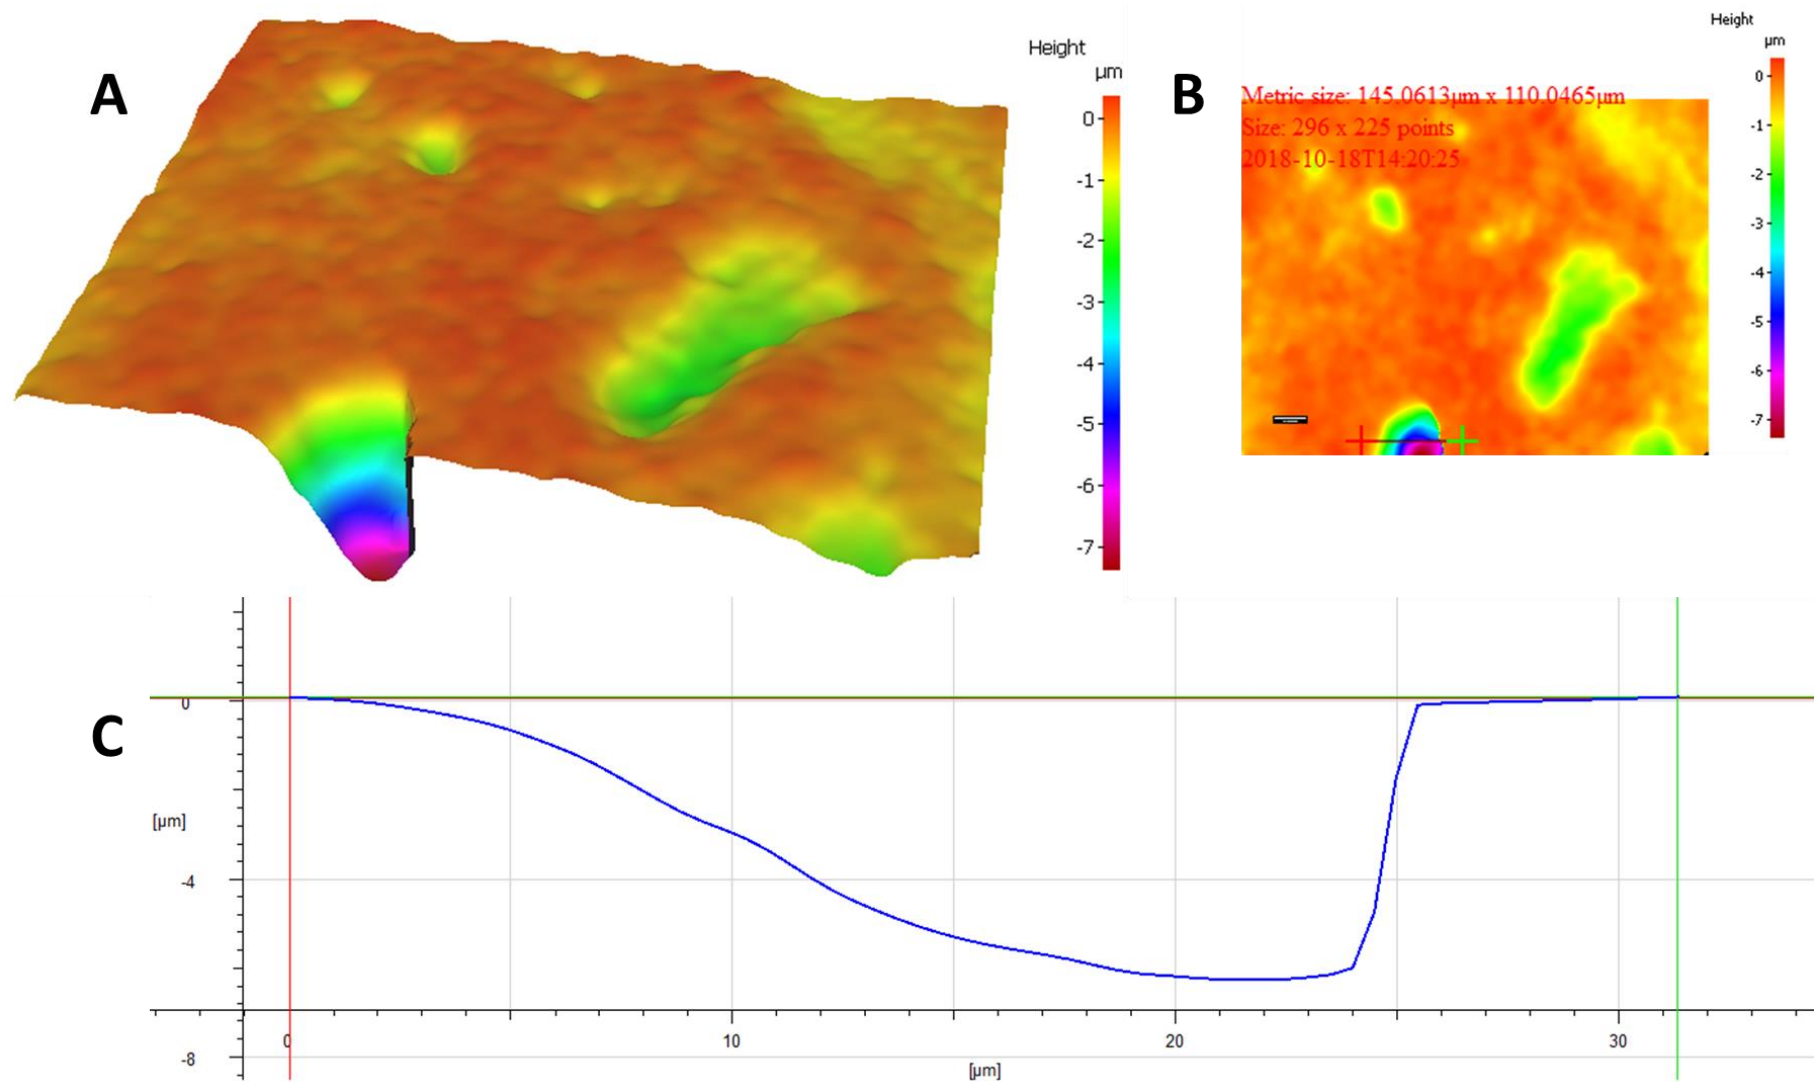 A
Height
µm
0
-1
-2
-3
-4
-5
-6
-7
B
Metric size: 145.0613µm x 110.0465µm
Size: 296 x 225 points
2018-10-18T14:20:25
Height
µm
0
-1
-2
-3
-4
-5
-6
-7
C
0
[µm]
-4
-8
0
10
20
30
[µm]